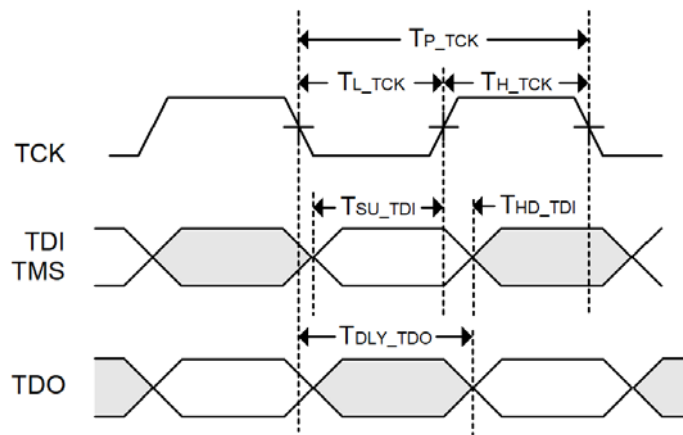 TP_TCK
TL_TCK TH_TCK
TCK
TSU_TDI THD_TDI
TDI
TMS
TDLY_TDO
TDO